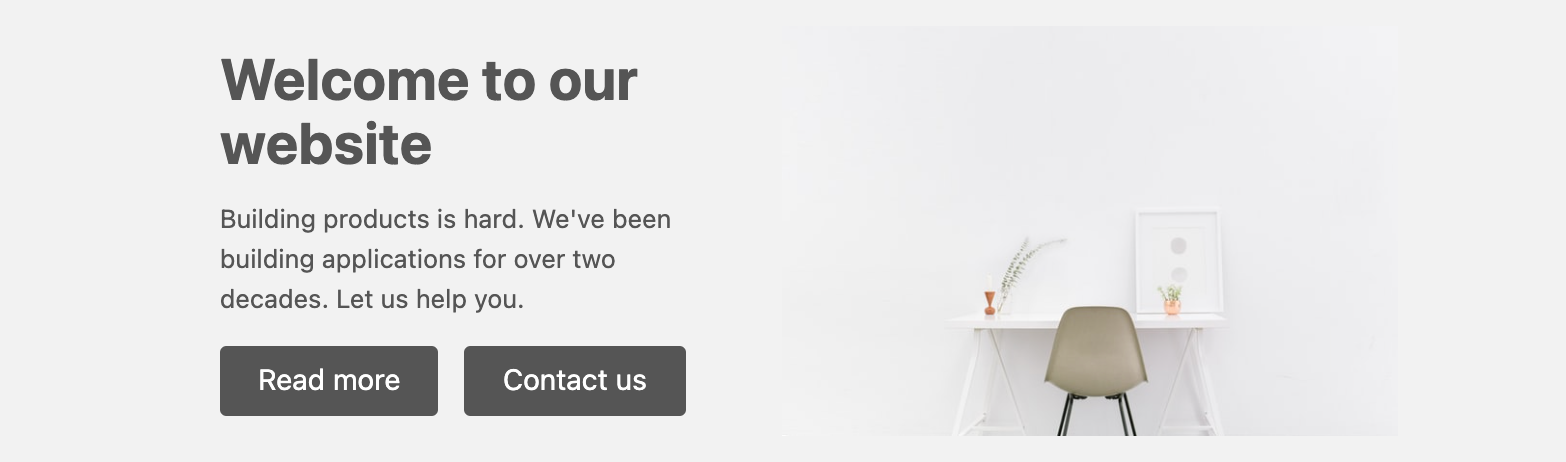 Welcome to our
website
Building products is hard. We've been
building applications for over two
decades. Let us help you.
Read more
Contact us